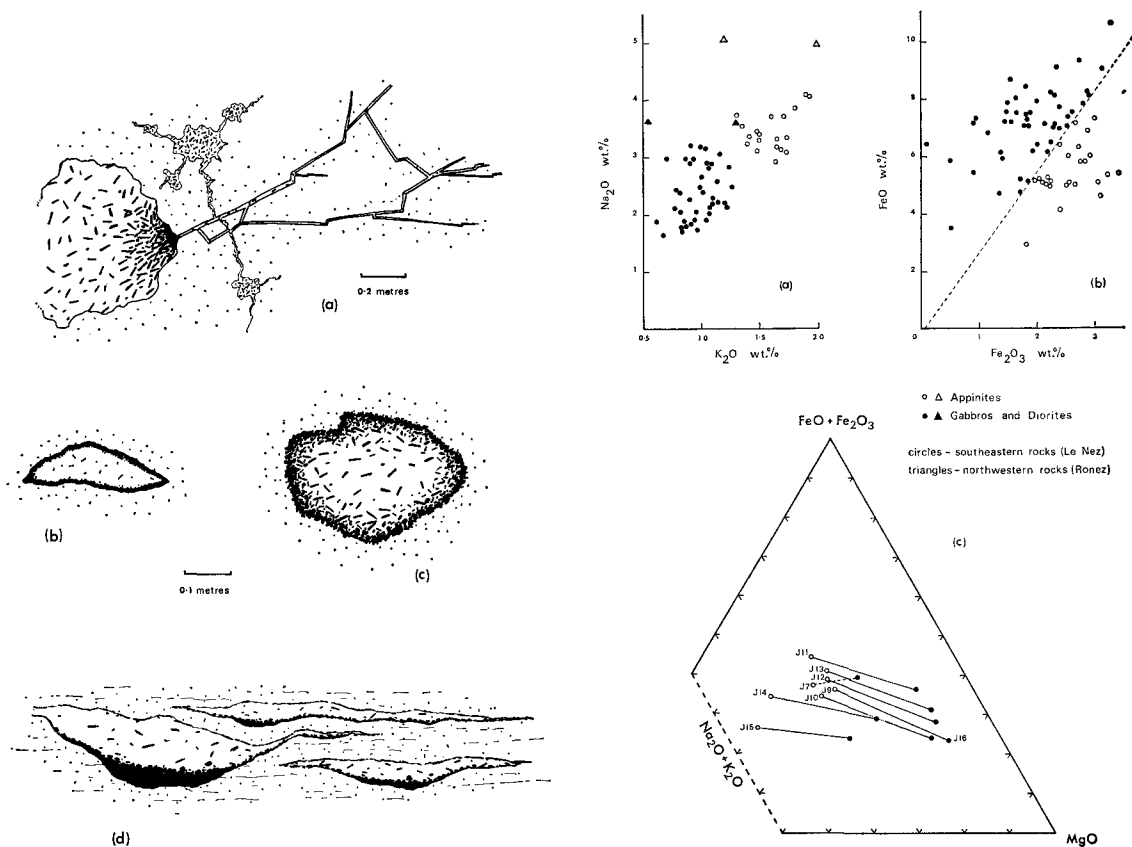 0·2 metres
(a)
(b)
0·1 metres
(c)
(d)
5
4
3
2
1
Na2O wt.%
0·5
1·0
1·5
2·0
K2O wt.%
(a)
10
8
6
4
2
FeO wt.%
0
1
2
3
Fe2O3 wt.%
(b)
○ △ Appinites
● ▲ Gabbros and Diorites
circles – southeastern rocks (Le Nez)
triangles – northwestern rocks (Ronez)
(c)
FeO + Fe2O3
J11
J13
J12
J7
J9
J14
J10
J15
J16
Na2O+K2O
MgO